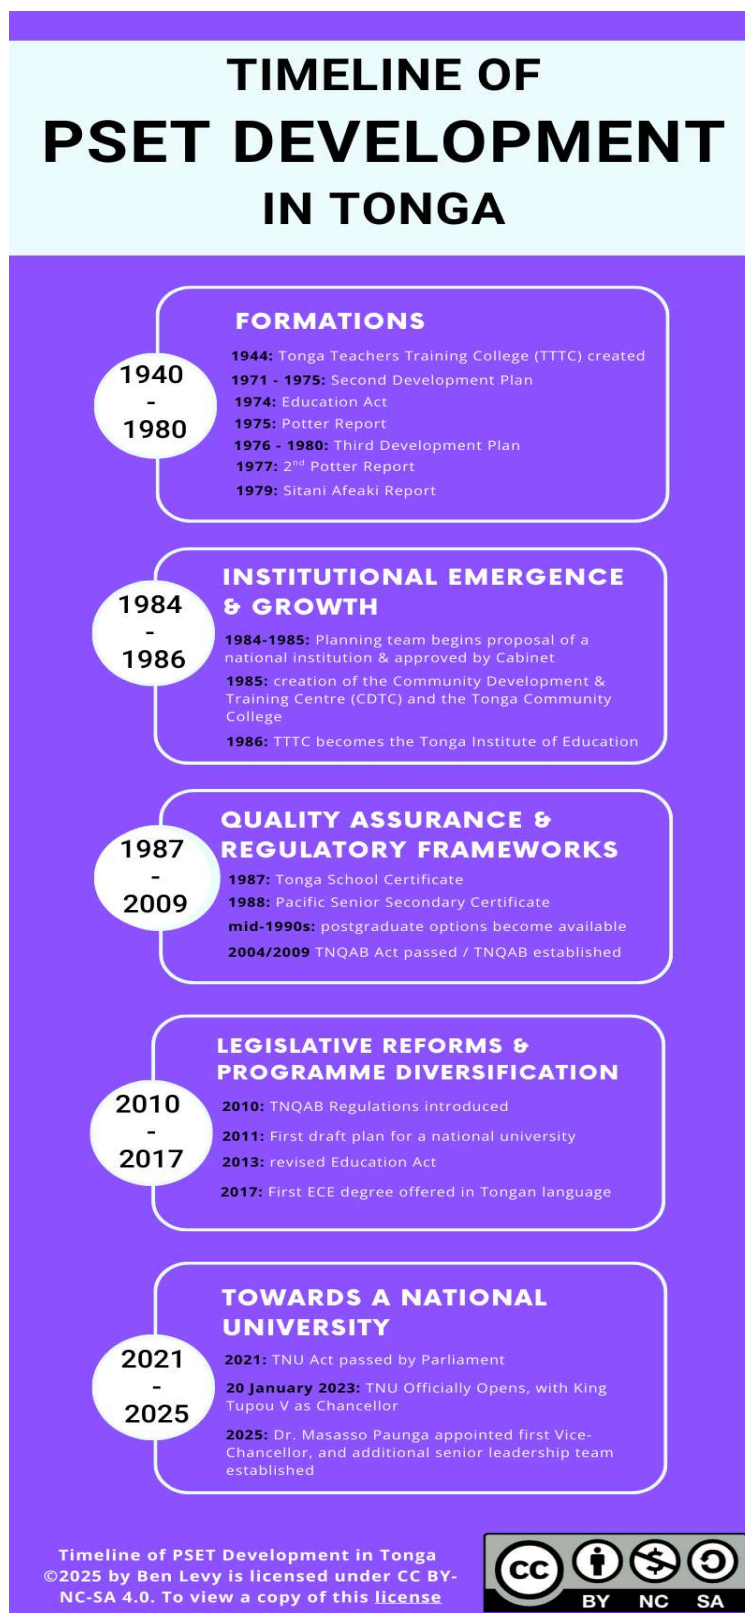 TIMELINE OF
PSET DEVELOPMENT
IN TONGA
1940
-
1980
FORMATIONS
1944: Tonga Teachers Training College (TTTC) created
1971 - 1975: Second Development Plan
1974: Education Act
1975: Potter Report
1976 - 1980: Third Development Plan
1977: 2nd Potter Report
1979: Sitani Afeaki Report
1984
-
1986
INSTITUTIONAL EMERGENCE
& GROWTH
1984-1985: Planning team begins proposal of a
national institution & approved by Cabinet
1985: creation of the Community Development &
Training Centre (CDTC) and the Tonga Community
College
1986: TTTC becomes the Tonga Institute of Education
1987
-
2009
QUALITY ASSURANCE &
REGULATORY FRAMEWORKS
1987: Tonga School Certificate
1988: Pacific Senior Secondary Certificate
mid-1990s: postgraduate options become available
2004/2009 TNQAB Act passed / TNQAB established
2010
-
2017
LEGISLATIVE REFORMS &
PROGRAMME DIVERSIFICATION
2010: TNQAB Regulations introduced
2011: First draft plan for a national university
2013: revised Education Act
2017: First ECE degree offered in Tongan language
2021
-
2025
TOWARDS A NATIONAL
UNIVERSITY
2021: TNU Act passed by Parliament
20 January 2023: TNU Officially Opens, with King
Tupou V as Chancellor
2025: Dr. Masasso Paunga appointed first Vice-
Chancellor, and additional senior leadership team
established
Timeline of PSET Development in Tonga
©2025 by Ben Levy is licensed under CC BY-
NC-SA 4.0. To view a copy of this license
cc
BY NC SA